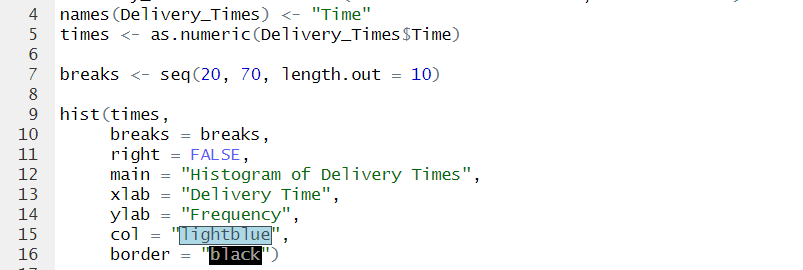 4 names(Delivery_Times) <- "Time"
5 times <- as.numeric(Delivery_Times$Time)
6
7 breaks <- seq(20, 70, length.out = 10)
8
9 hist(times,
10 breaks = breaks,
11 right = FALSE,
12 main = "Histogram of Delivery Times",
13 xlab = "Delivery Time",
14 ylab = "Frequency",
15 col = "lightblue",
16 border = "black")